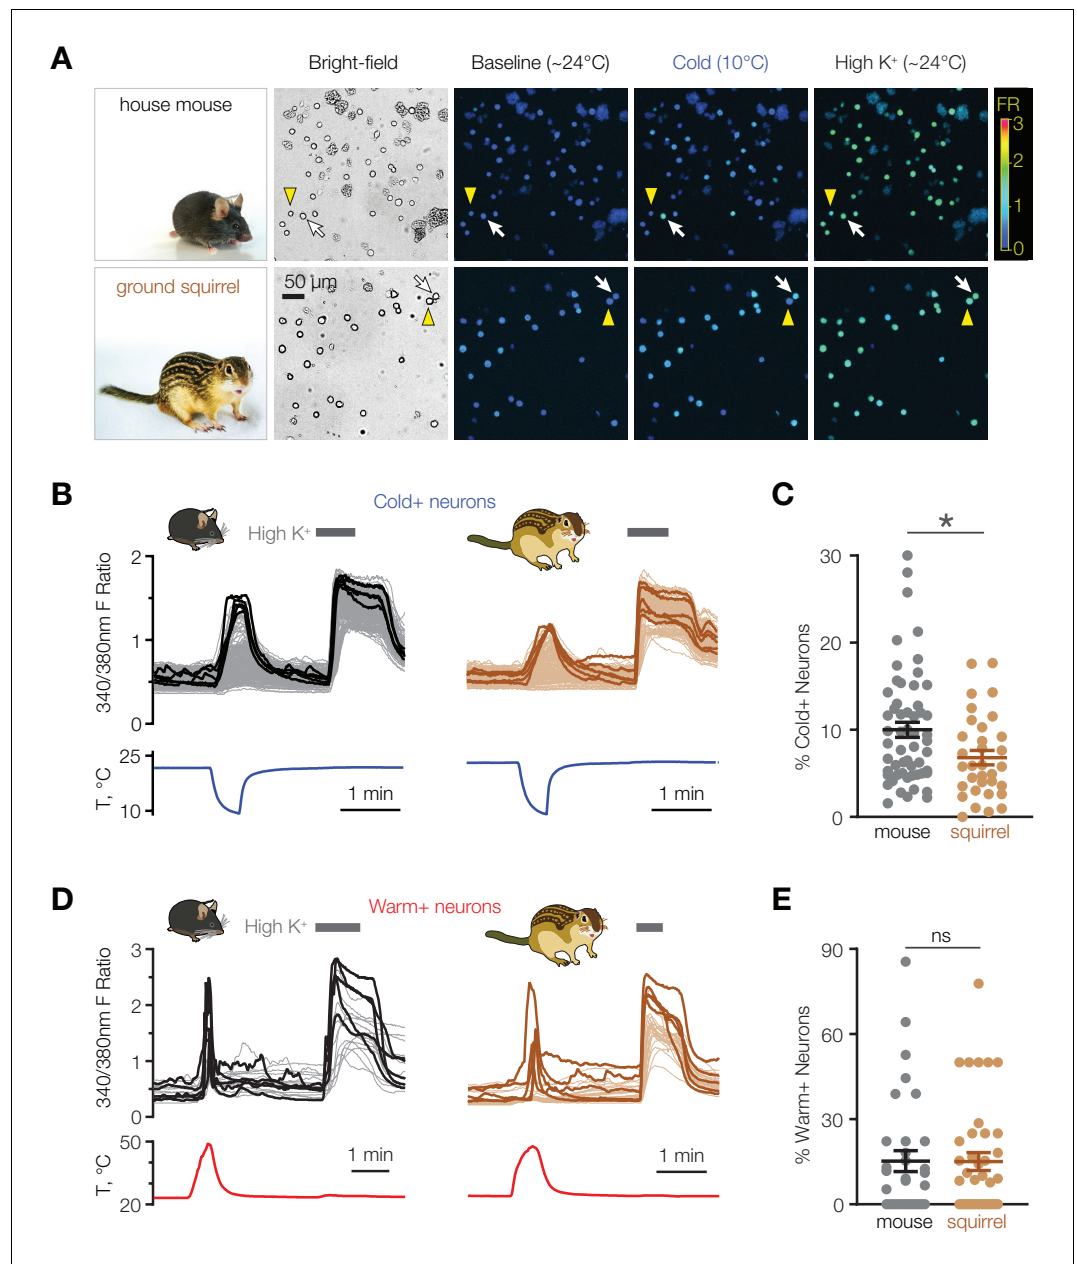 A
Bright-field
Baseline (~24°C)
Cold (10°C)
High K⁺ (~24°C)
house mouse
FR
3
2
1
0
ground squirrel
50 µm
B
Cold+ neurons
High K⁺
340/380nm F Ratio
2
1
0
T, °C
25
10
1 min
1 min
C
*
% Cold+ Neurons
30
20
10
0
mouse
squirrel
D
Warm+ neurons
High K⁺
340/380nm F Ratio
3
2
1
0
T, °C
50
20
1 min
1 min
E
ns
% Warm+ Neurons
90
60
30
0
mouse
squirrel